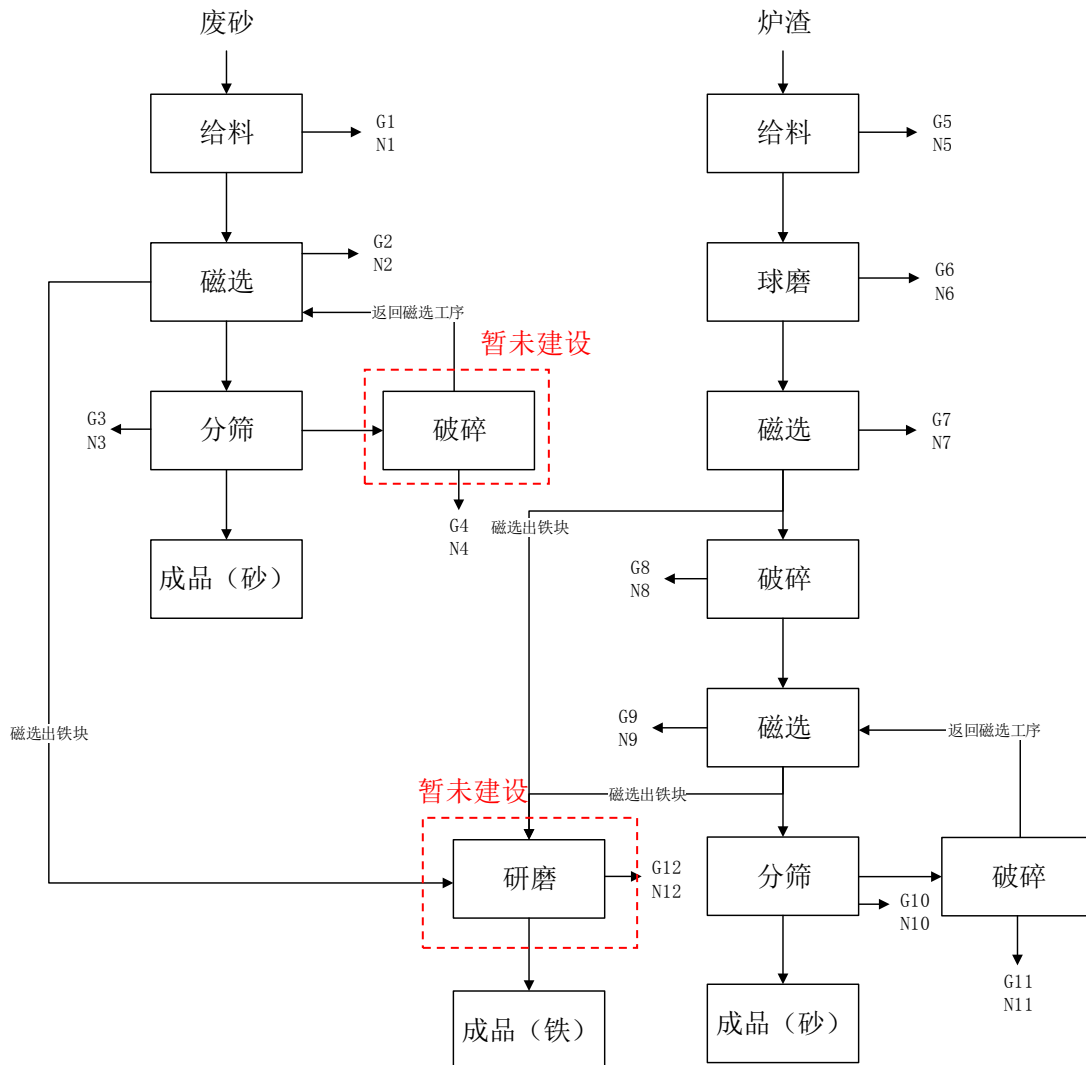 废砂
炉渣
给料
G1
N1
给料
G5
N5
磁选
G2
N2
球磨
G6
N6
返回磁选工序
暂未建设
分筛
G3
N3
破碎
磁选
G7
N7
G4
N4
磁选出铁块
成品（砂）
破碎
G8
N8
磁选
G9
N9
返回磁选工序
磁选出铁块
暂未建设
磁选出铁块
研磨
G12
N12
分筛
G10
N10
破碎
G11
N11
成品（铁）
成品（砂）